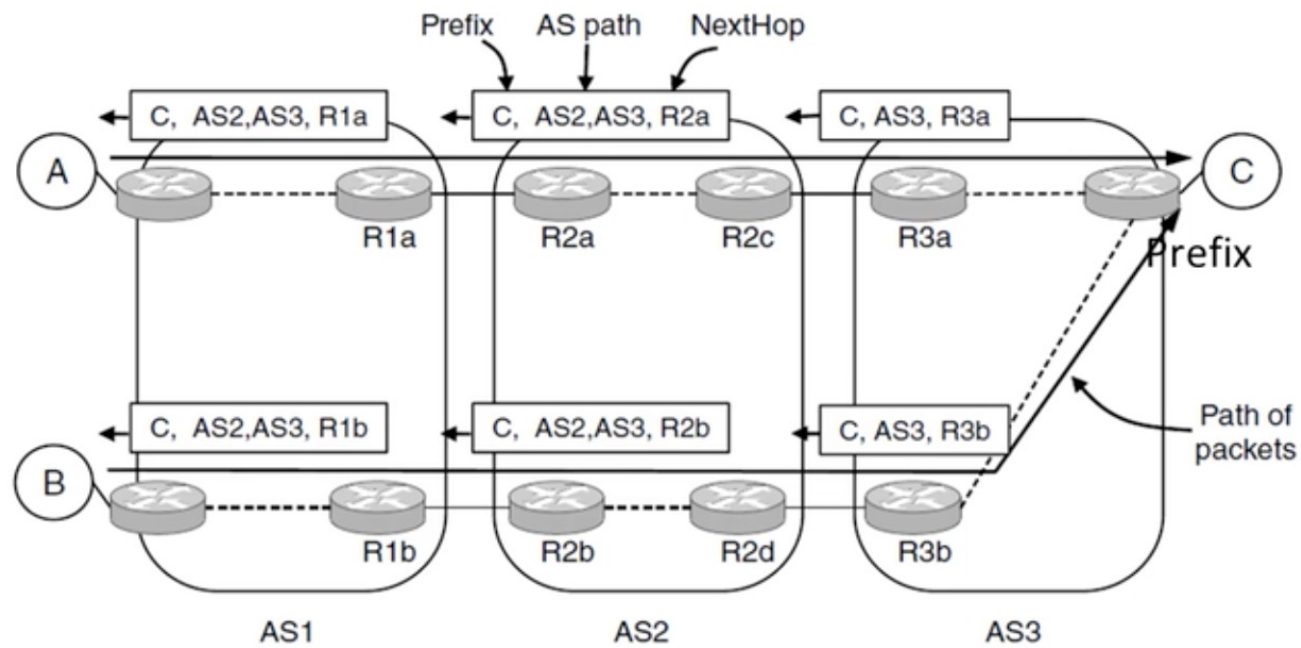 Prefix AS path NextHop
C, AS2,AS3, R1a
C, AS2,AS3, R2a
C, AS3, R3a
A
C
R1a
R2a
R2c
R3a
Prefix
C, AS2,AS3, R1b
C, AS2,AS3, R2b
C, AS3, R3b
Path of
packets
B
R1b
R2b
R2d
R3b
AS1
AS2
AS3